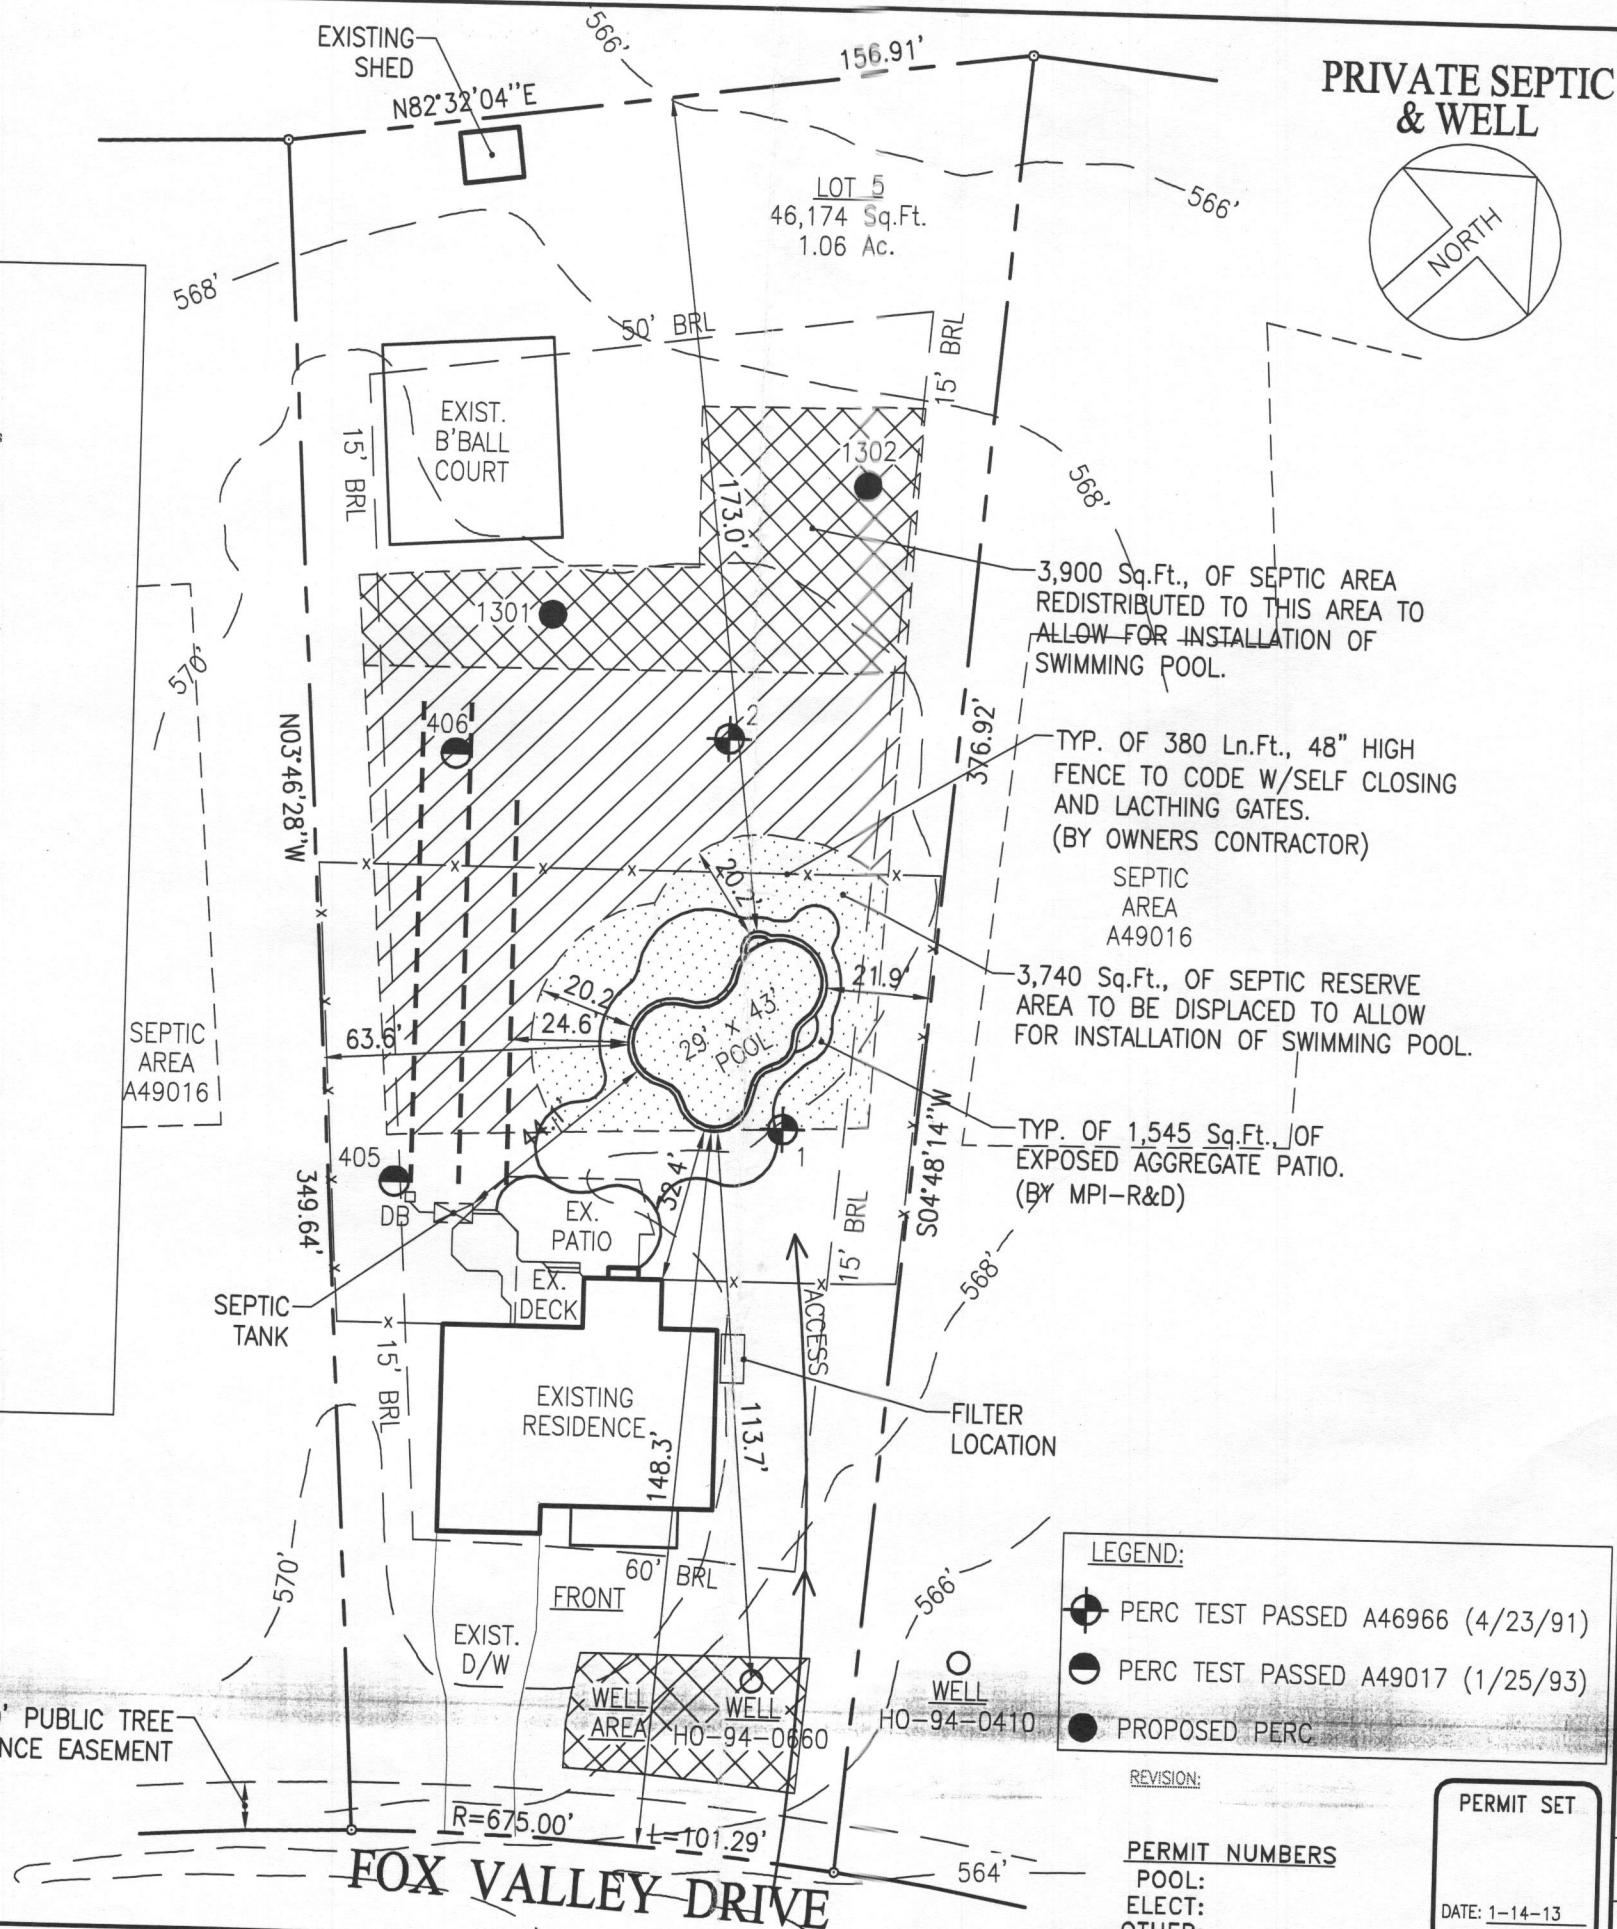 EXISTING
SHED
566'
156.91'
N82°32'04"E
PRIVATE SEPTIC
& WELL
NORTH
LOT 5
46,174 Sq.Ft.
1.06 Ac.
566'
568'
50' BRL
15' BRL
15' BRL
EXIST.
B'BALL
COURT
1302
173.0'
568'
3,900 Sq.Ft., OF SEPTIC AREA
REDISTRIBUTED TO THIS AREA TO
ALLOW FOR INSTALLATION OF
SWIMMING POOL.
1301
570'
406
2
N03°46'28"W
376.92'
TYP. OF 380 Ln.Ft., 48" HIGH
FENCE TO CODE W/SELF CLOSING
AND LACTHING GATES.
(BY OWNERS CONTRACTOR)
SEPTIC
AREA
A49016
20.2'
3,740 Sq.Ft., OF SEPTIC RESERVE
AREA TO BE DISPLACED TO ALLOW
FOR INSTALLATION OF SWIMMING POOL.
21.9'
20.2
24.6'
63.6'
29' x 43'
POOL
SEPTIC
AREA
A49016
TYP. OF 1,545 Sq.Ft., OF
EXPOSED AGGREGATE PATIO.
(BY MPI-R&D)
1
405
DB
349.64'
32.4'
S04°48'14"W
15' BRL
EX.
PATIO
EX.
DECK
568'
SEPTIC
TANK
ACCESS
15' BRL
EXISTING
RESIDENCE
148.3'
113.7'
FILTER
LOCATION
60' BRL
FRONT
570'
566'
EXIST.
D/W
WELL
AREA
WELL
HO-94-0660
WELL
HO-94-0410
LEGEND:
PERC TEST PASSED A46966 (4/23/91)
PERC TEST PASSED A49017 (1/25/93)
PROPOSED PERC
' PUBLIC TREE
NCE EASEMENT
REVISION:
PERMIT SET
DATE: 1-14-13
R=675.00'
L=101.29'
FOX VALLEY DRIVE
564'
PERMIT NUMBERS
POOL:
ELECT:
OTHER: